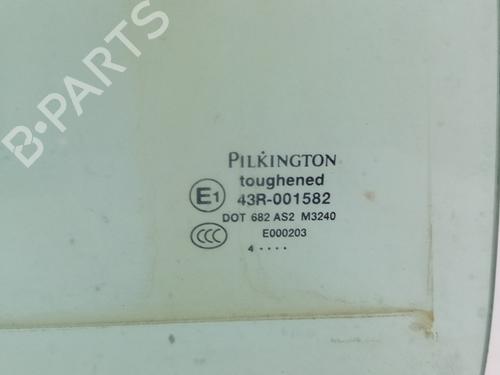 B-PARTS
PILKINGTON
toughened
E1 43R-001582
DOT 682 AS2 M3240
CCC E000203
4 ····